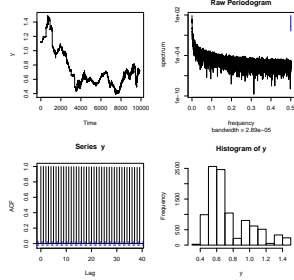 y
0.4 0.6 0.8 1.0 1.2 1.4
0 2000 4000 6000 8000 10000
Time
Raw Periodogram
spectrum
1e-10 1e-04 1e+02
0.0 0.1 0.2 0.3 0.4 0.5
frequency
bandwidth = 2.89e-05
Series y
ACF
0.0 0.2 0.4 0.6 0.8 1.0
0 10 20 30 40
Lag
Histogram of y
Frequency
0 500 1500 2500
0.4 0.6 0.8 1.0 1.2 1.4
y